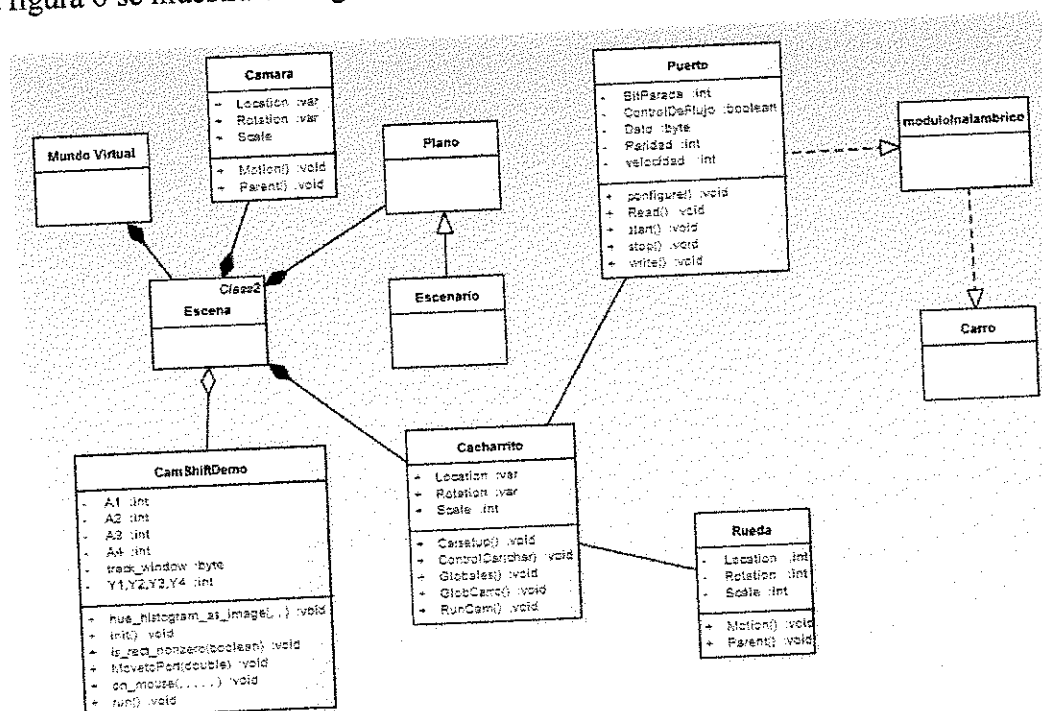 figura 6 se muestra
Camara
+ Location :var
+ Rotation :var
+ Scale
+ Motion() :void
+ Parent() :void
Puerto
- BitParada :int
- ControlDeFlujo :boolean
- Dato :byte
- Paridad :int
- velocidad :int
+ configure() :void
+ Read() :void
+ start() :void
+ stop() :void
+ write() :void
Mundo Virtual
Plano
moduloInalambrico
Class2
Escena
Escenario
Carro
CamShiftDemo
- A1 :int
- A2 :int
- A3 :int
- A4 :int
- track_window :byte
- Y1,Y2,Y3,Y4 :int
+ hue_histogram_as_image(, , ) :void
+ init() :void
+ is_rect_nonzero(boolean) :void
+ MovetoPort(double) :void
+ on_mouse(, , , , , ) :void
+ run() :void
Cacharrito
+ Location :var
+ Rotation :var
+ Scale :int
+ Carsetup() :void
+ ControlCar(char) :void
+ Globales() :void
+ GlobCarro() :void
+ RunCam() :void
Rueda
- Location :int
- Rotation :int
- Scale :int
+ Motion() :void
+ Parent() :void